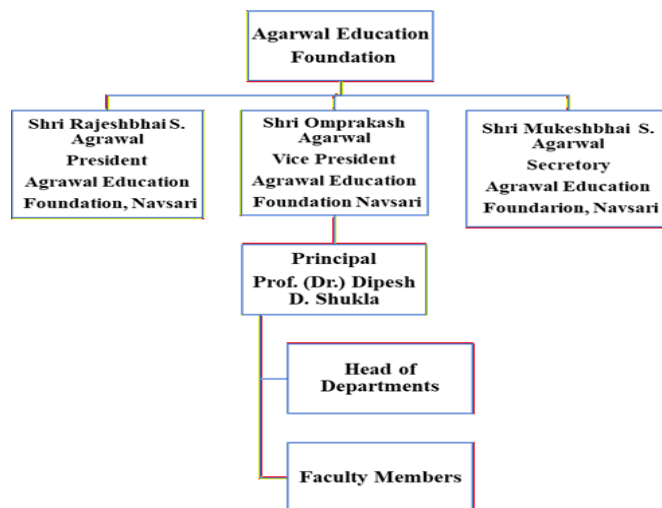 Agarwal Education
Foundation
Shri Rajeshbhai S.
Agrawal
President
Agrawal Education
Foundation, Navsari
Shri Omprakash
Agarwal
Vice President
Agrawal Education
Foundation Navsari
Shri Mukeshbhai S.
Agarwal
Secretory
Agrawal Education
Foundarion, Navsari
Principal
Prof. (Dr.) Dipesh
D. Shukla
Head of
Departments
Faculty Members